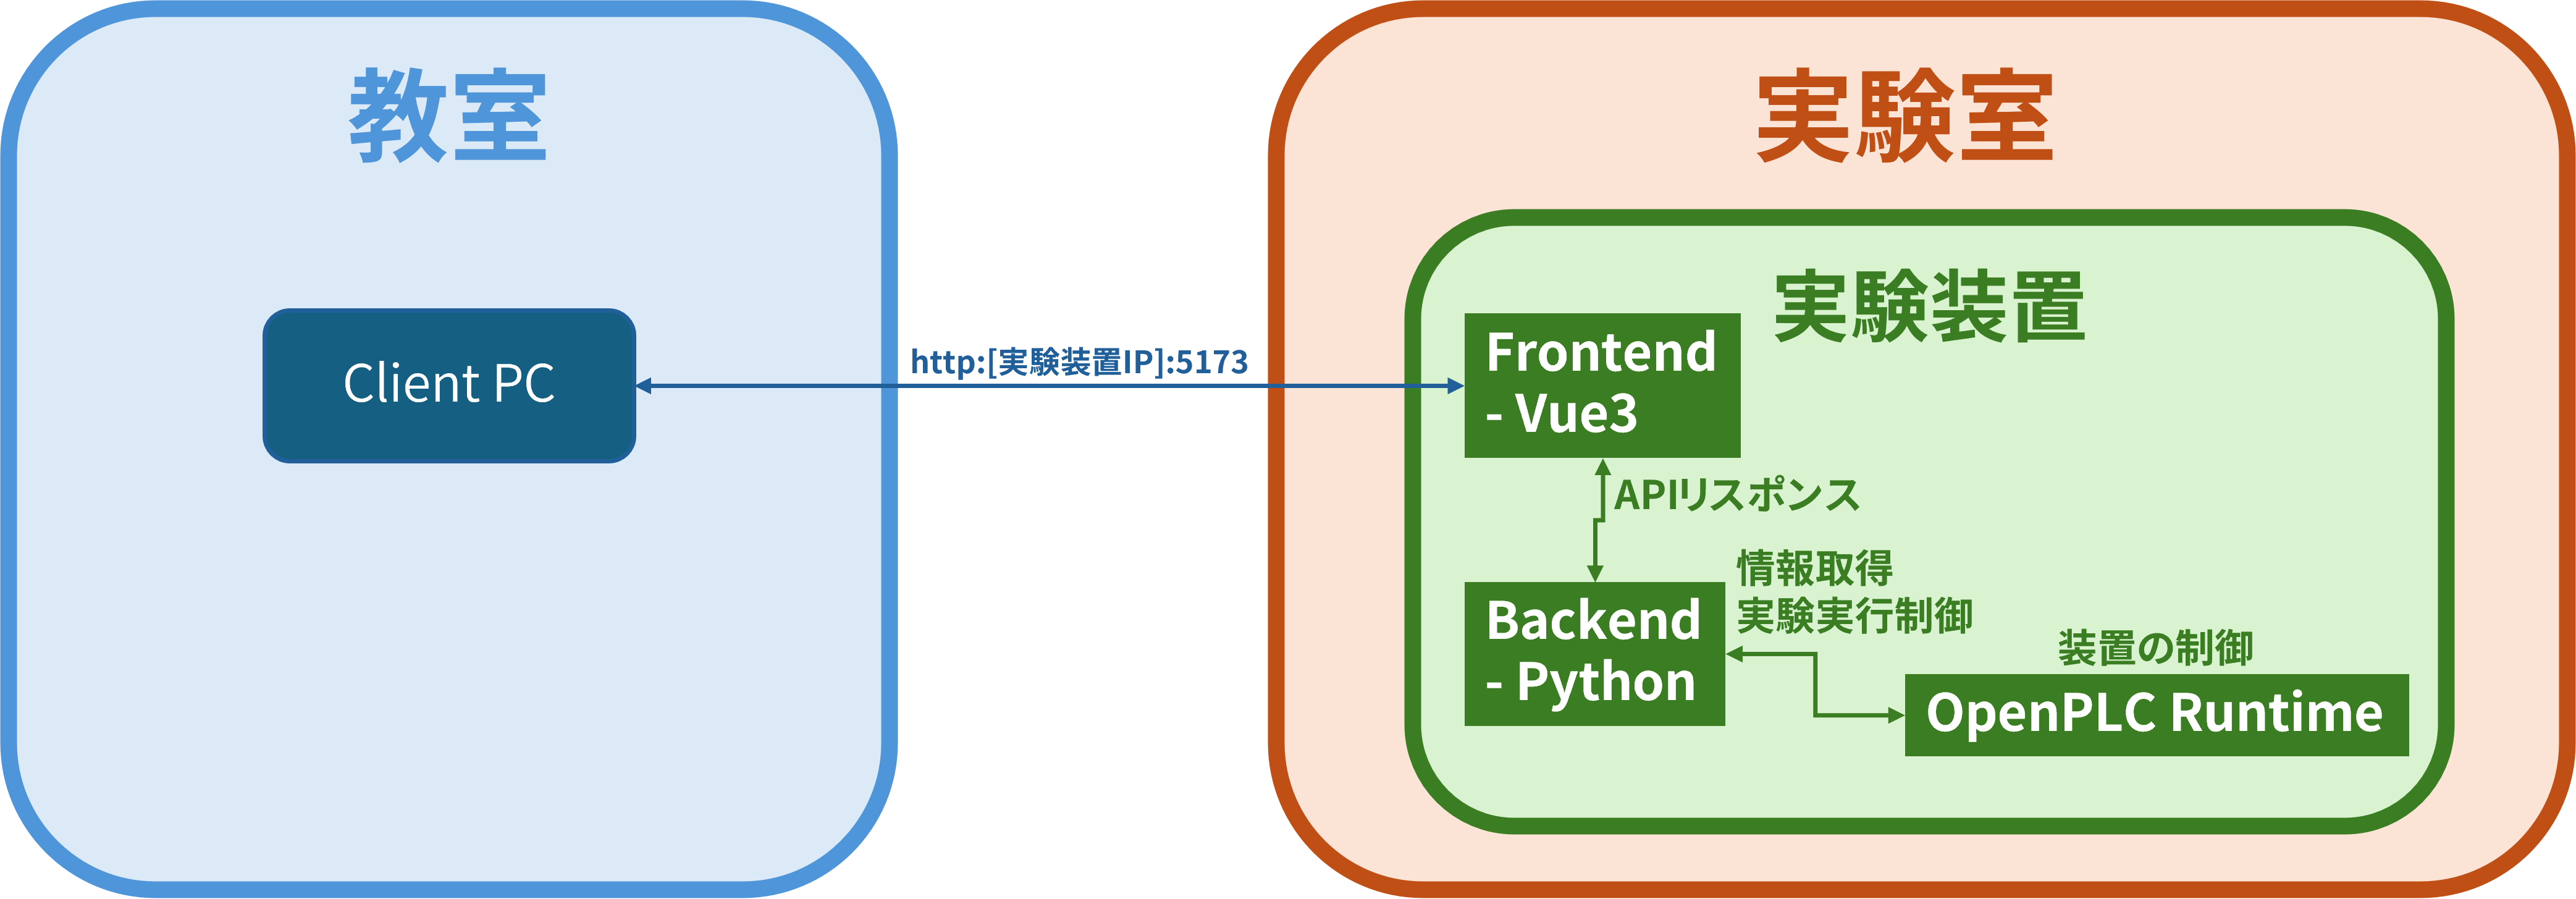 教室
Client PC
http:[実験装置IP]:5173
実験室
実験装置
Frontend
- Vue3
APIリスポンス
Backend
- Python
情報取得
実験実行制御
装置の制御
OpenPLC Runtime